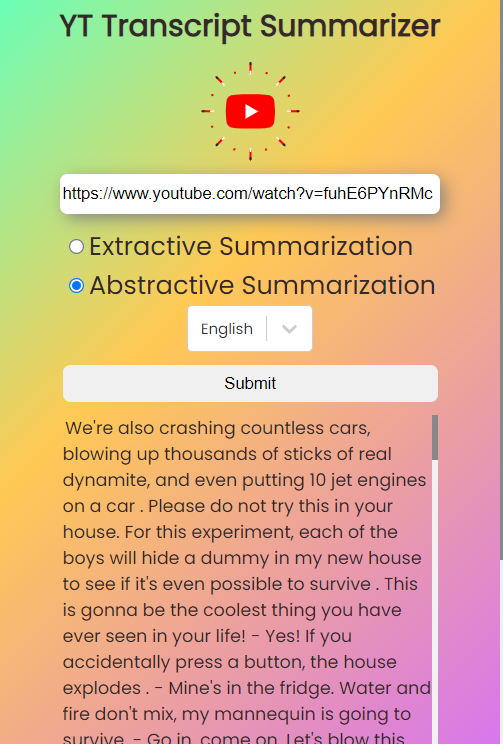 YT Transcript Summarizer
https://www.youtube.com/watch?v=fuhE6PYnRMc
Extractive Summarization
Abstractive Summarization
English
Submit
We're also crashing countless cars,
blowing up thousands of sticks of real
dynamite, and even putting 10 jet engines
on a car . Please do not try this in your
house. For this experiment, each of the
boys will hide a dummy in my new house
to see if it's even possible to survive . This
is gonna be the coolest thing you have
ever seen in your life! - Yes! If you
accidentally press a button, the house
explodes . - Mine's in the fridge. Water and
fire don't mix, my mannequin is going to
survive. - Go in, come on. Let's blow this